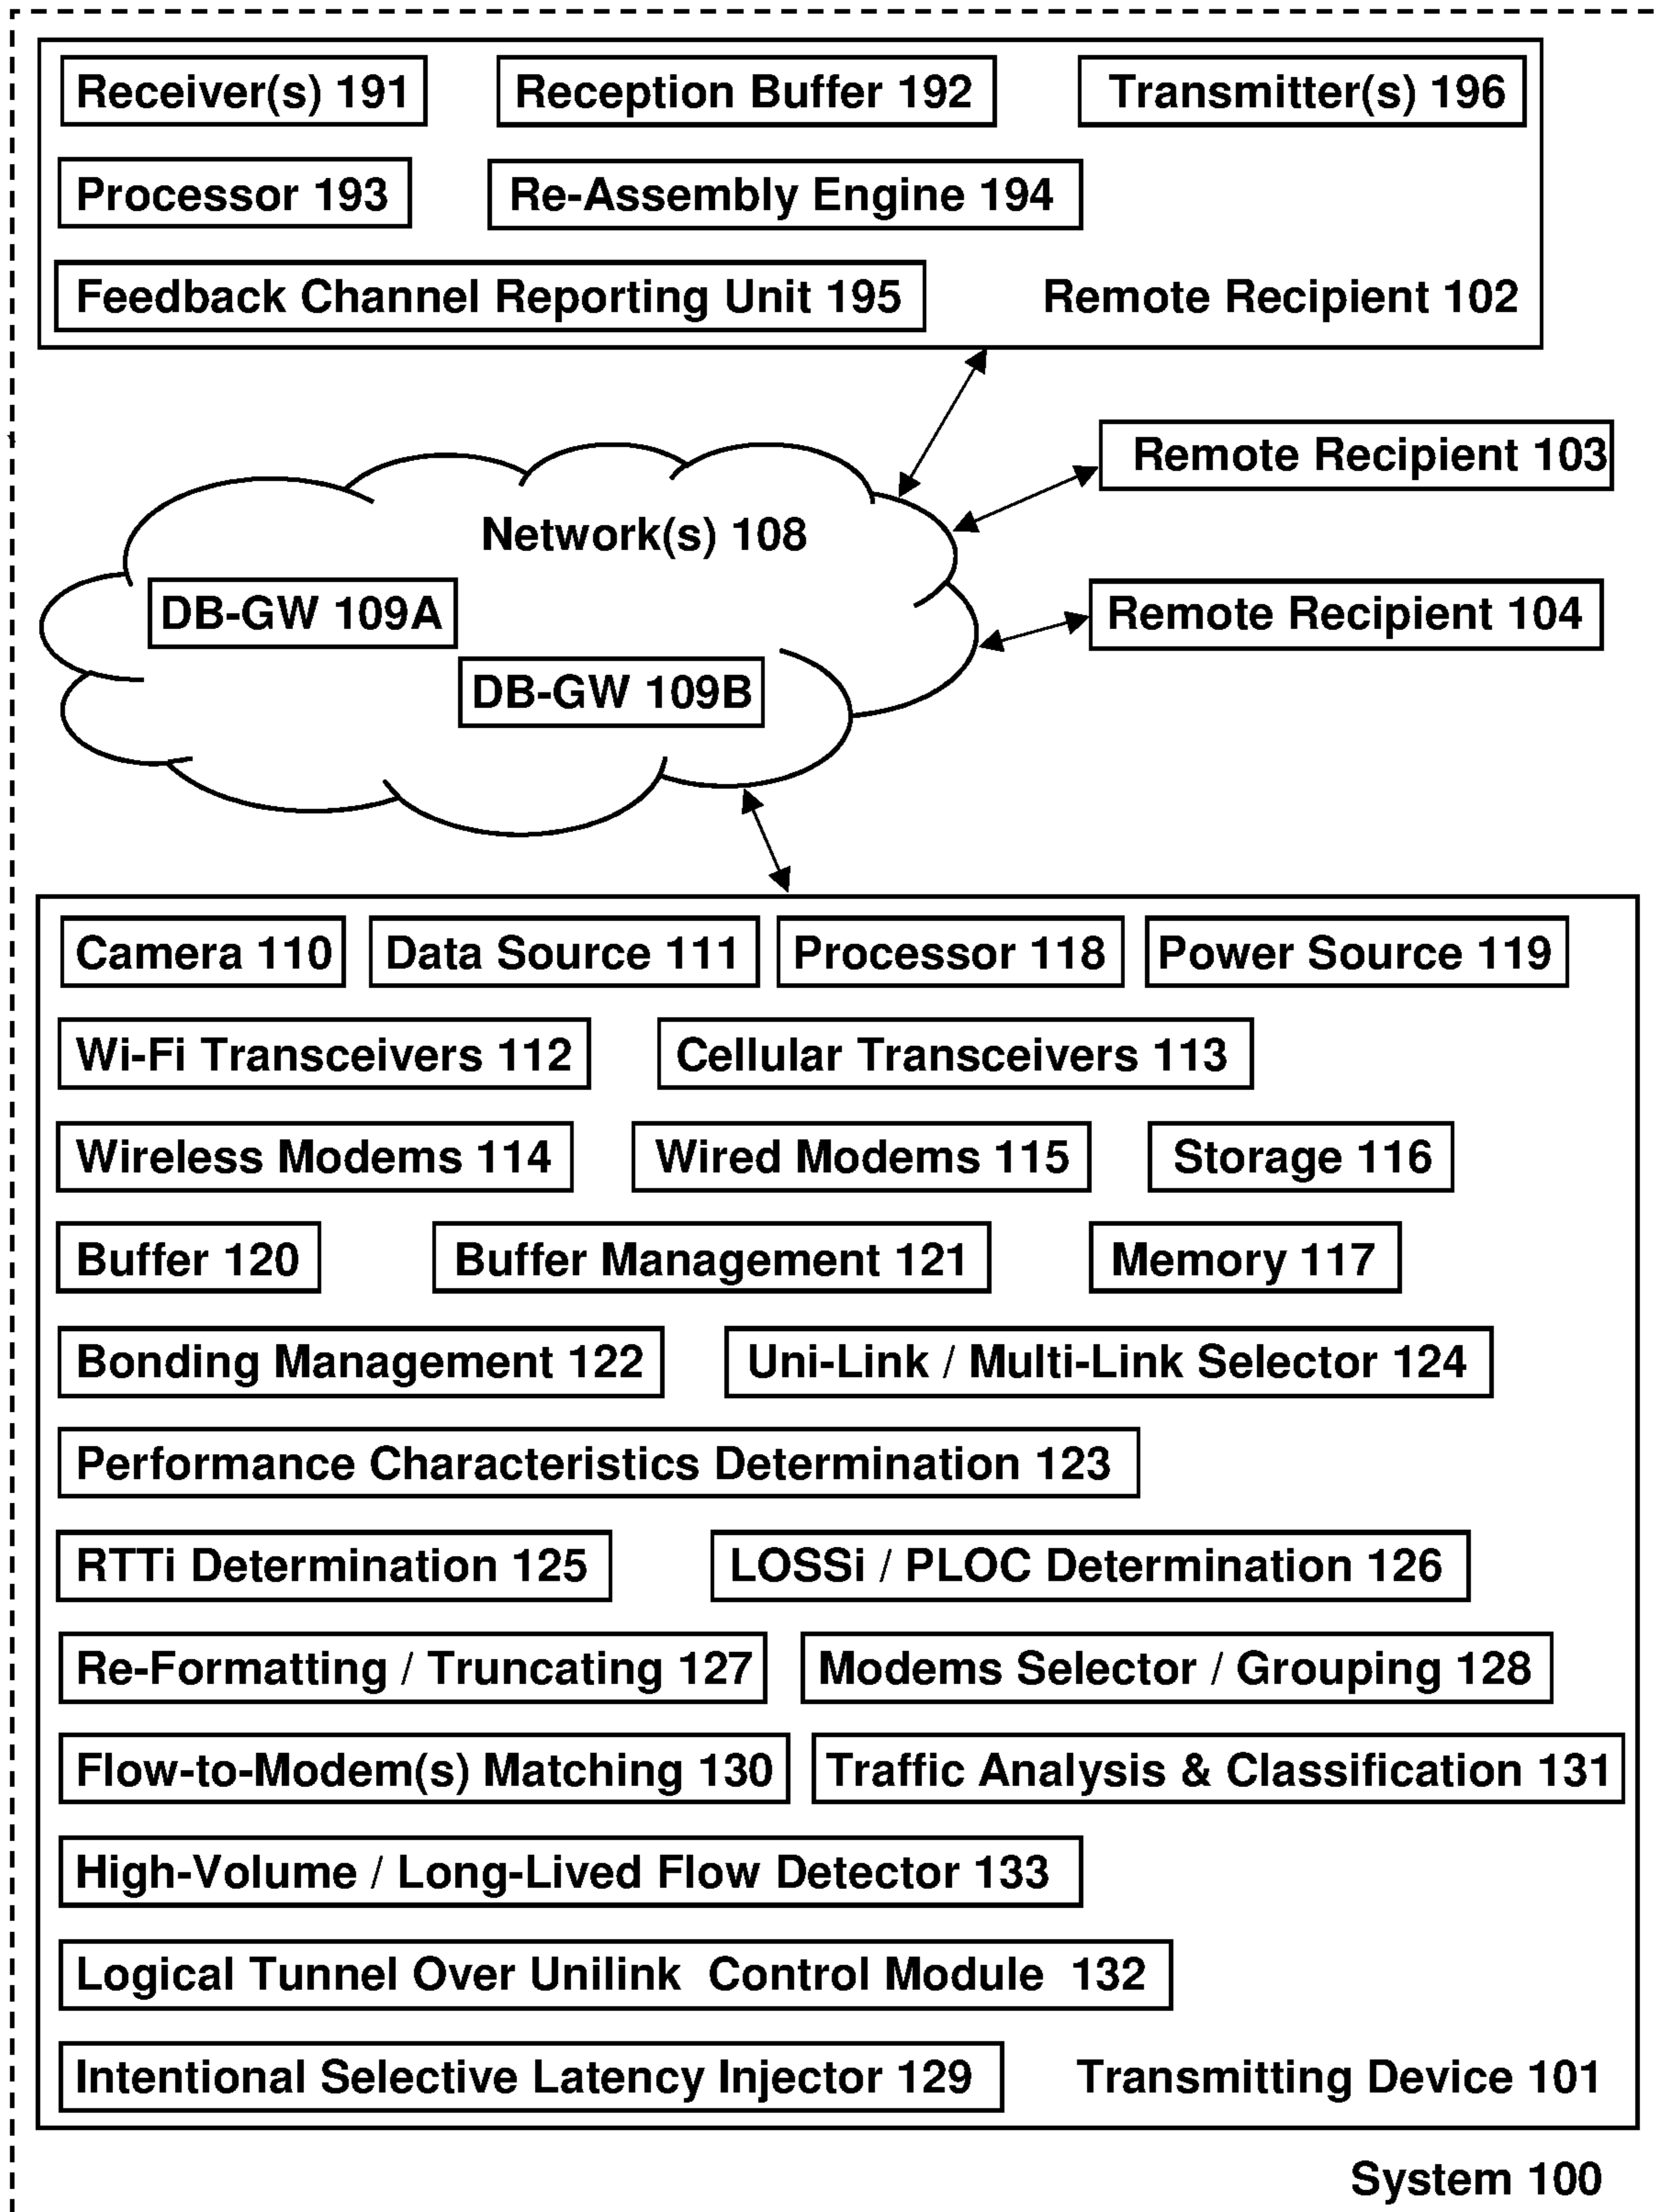 Receiver(s) 191 Reception Buffer 192 Transmitter(s) 196
Processor 193 Re-Assembly Engine 194
Feedback Channel Reporting Unit 195 Remote Recipient 102
Remote Recipient 103
Network(s) 108
DB-GW 109A Remote Recipient 104
DB-GW 109B
Camera 110 Data Source 111 Processor 118 Power Source 119
Wi-Fi Transceivers 112 Cellular Transceivers 113
Wireless Modems 114 Wired Modems 115 Storage 116
Buffer 120 Buffer Management 121 Memory 117
Bonding Management 122 Uni-Link / Multi-Link Selector 124
Performance Characteristics Determination 123
RTTi Determination 125 LOSSi / PLOC Determination 126
Re-Formatting / Truncating 127 Modems Selector / Grouping 128
Flow-to-Modem(s) Matching 130 Traffic Analysis & Classification 131
High-Volume / Long-Lived Flow Detector 133
Logical Tunnel Over Unilink Control Module 132
Intentional Selective Latency Injector 129 Transmitting Device 101
System 100